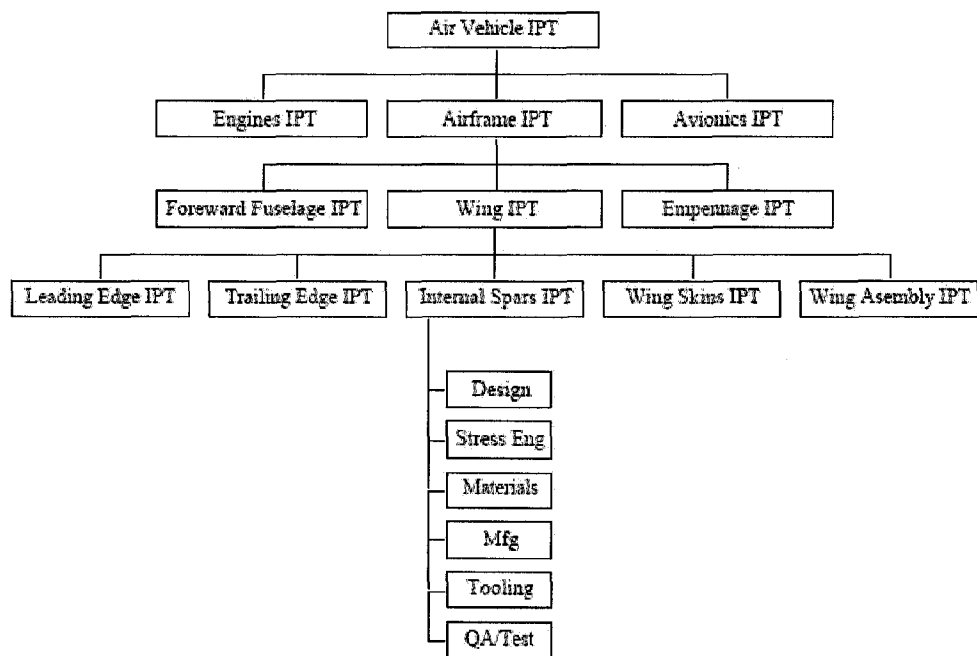 Air Vehicle IPT
Engines IPT
Airframe IPT
Avionics IPT
Foreward Fuselage IPT
Wing IPT
Empennage IPT
Leading Edge IPT
Trailing Edge IPT
Internal Spars IPT
Wing Skins IPT
Wing Asembly IPT
Design
Stress Eng
Materials
Mfg
Tooling
QA/Test